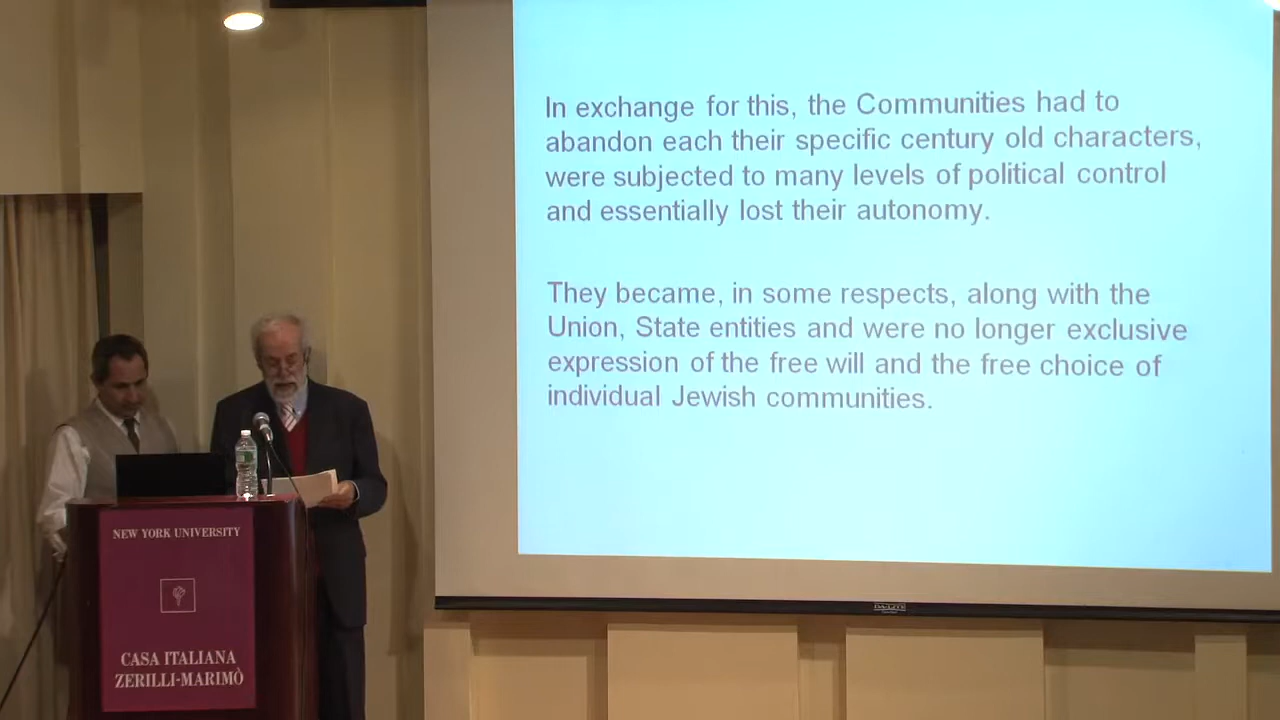 In exchange for this, the Communities had to
abandon each their specific century old characters,
were subjected to many levels of political control
and essentially lost their autonomy.
They became, in some respects, along with the
Union, State entities and were no longer exclusive
expression of the free will and the free choice of
individual Jewish communities.
NEW YORK UNIVERSITY
CASA ITALIANA
ZERILLI-MARIMÒ
DA-LITE